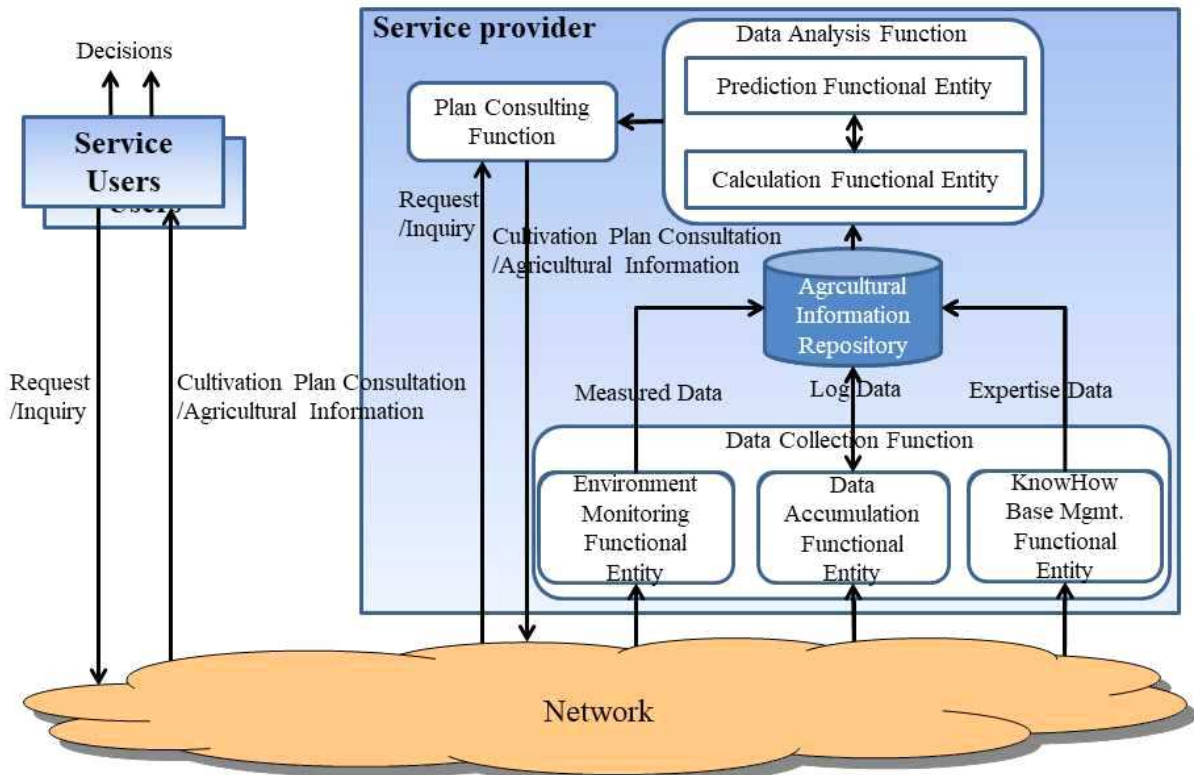 Decisions
Service
Users
Users
Request
/Inquiry
Cultivation Plan Consultation
/Agricultural Information
Service provider
Plan Consulting
Function
Request
/Inquiry
Cultivation Plan Consultation
/Agricultural Information
Data Analysis Function
Prediction Functional Entity
Calculation Functional Entity
Agrcultural
Information
Repository
Measured Data
Log Data
Expertise Data
Data Collection Function
Environment
Monitoring
Functional
Entity
Data
Accumulation
Functional
Entity
KnowHow
Base Mgmt.
Functional
Entity
Network